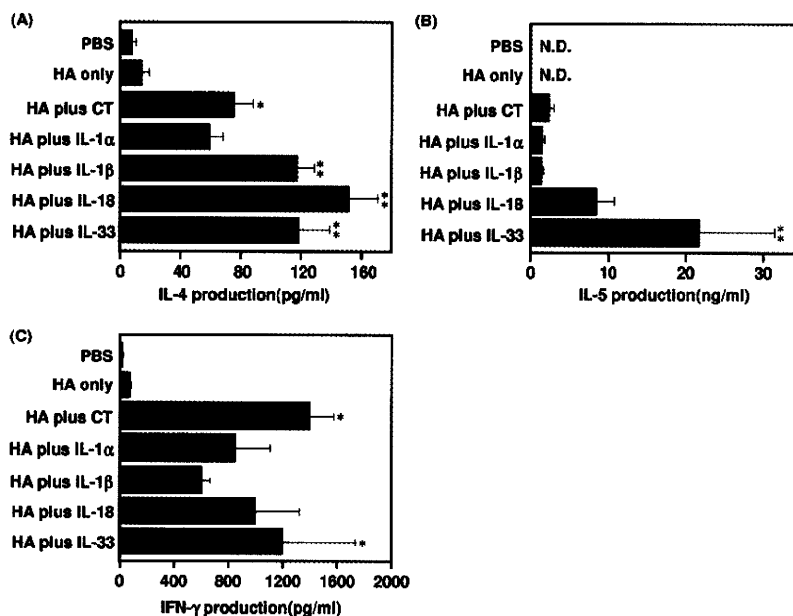 (A)
PBS
HA only
HA plus CT
*
HA plus IL-1α
HA plus IL-1β
**
HA plus IL-18
**
HA plus IL-33
**
0 40 80 120 160
IL-4 production(pg/ml)
(B)
PBS N.D.
HA only N.D.
HA plus CT
HA plus IL-1α
HA plus IL-1β
HA plus IL-18
HA plus IL-33
**
0 10 20 30
IL-5 production(ng/ml)
(C)
PBS
HA only
HA plus CT
*
HA plus IL-1α
HA plus IL-1β
HA plus IL-18
HA plus IL-33
*
0 400 800 1200 1600 2000
IFN-γ production(pg/ml)